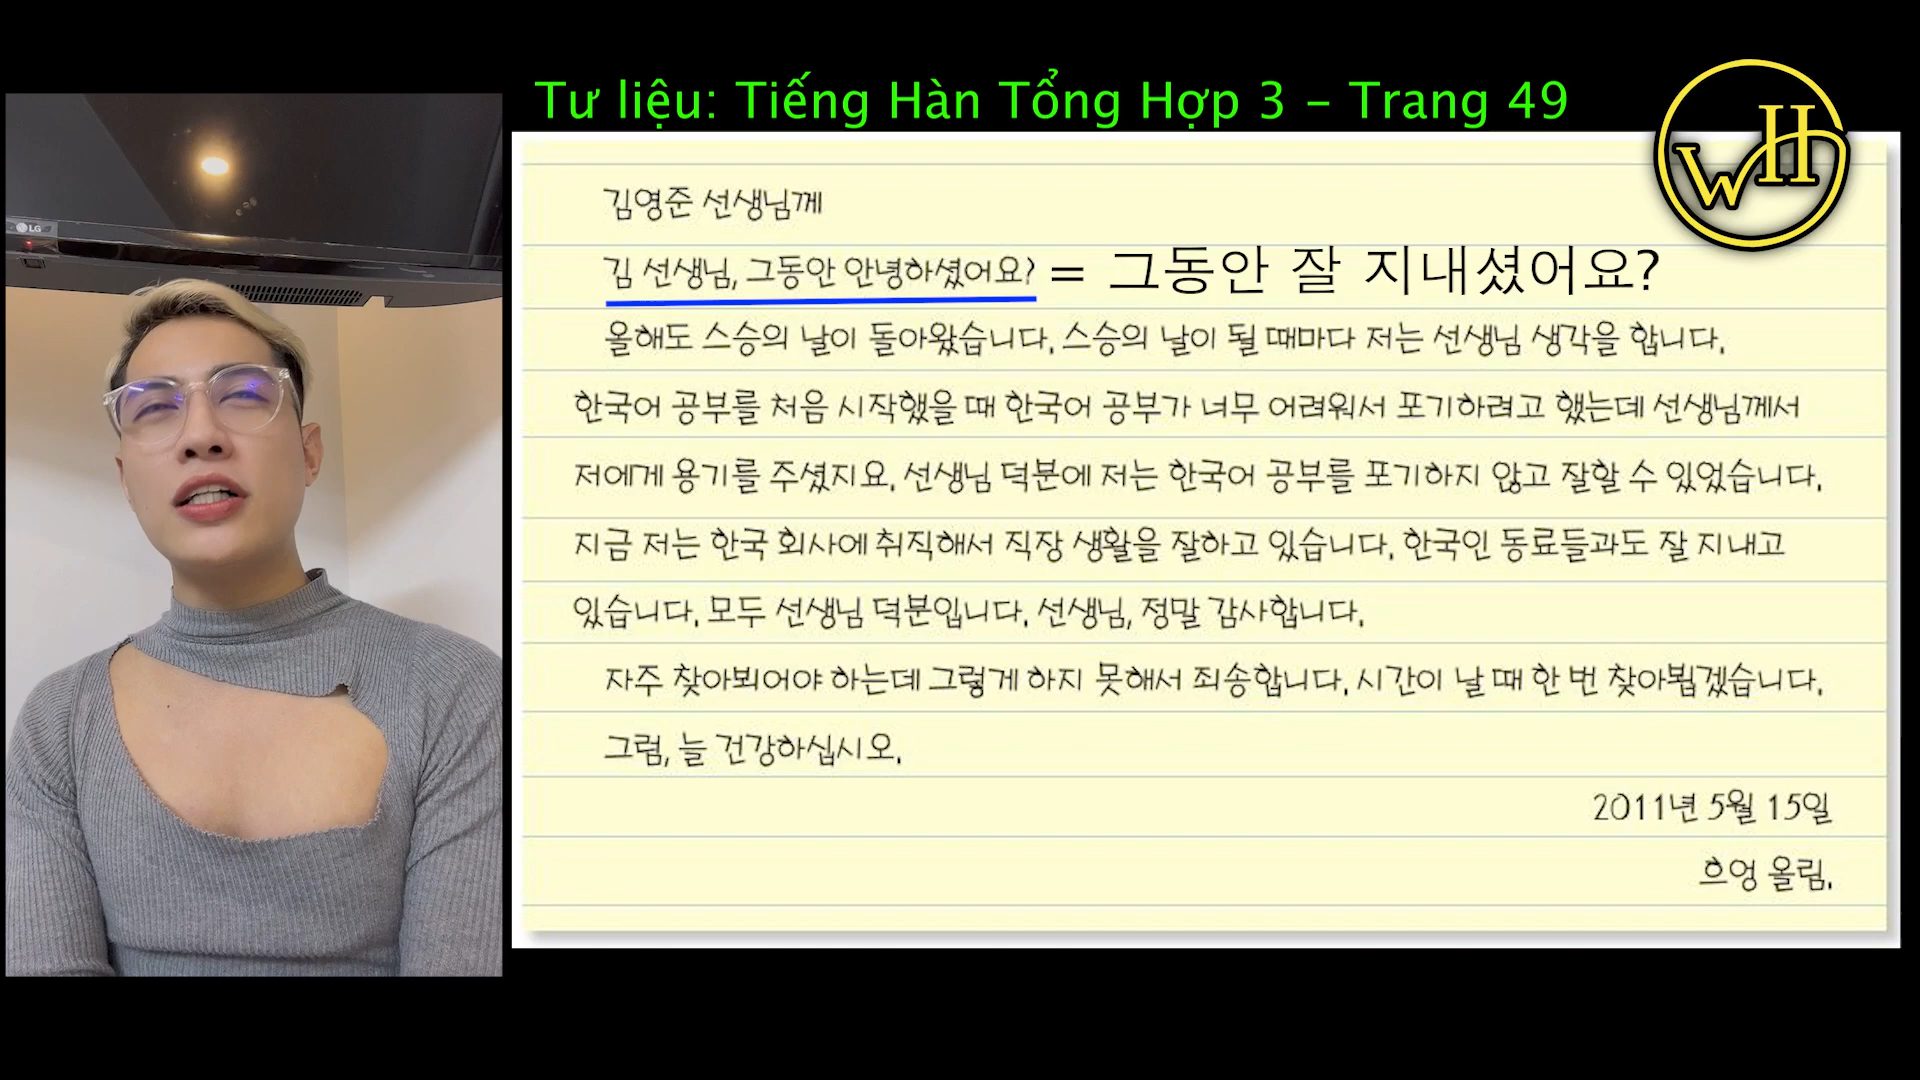 Tư liệu: Tiếng Hàn Tổng Hợp 3 – Trang 49
WH
LG
김영준 선생님께
김 선생님, 그동안 안녕하셨어요? = 그동안 잘 지내셨어요?
올해도 스승의 날이 돌아왔습니다. 스승의 날이 될 때마다 저는 선생님 생각을 합니다.
한국어 공부를 처음 시작했을 때 한국어 공부가 너무 어려워서 포기하려고 했는데 선생님께서
저에게 용기를 주셨지요. 선생님 덕분에 저는 한국어 공부를 포기하지 않고 잘할 수 있었습니다.
지금 저는 한국 회사에 취직해서 직장 생활을 잘하고 있습니다. 한국인 동료들과도 잘 지내고
있습니다. 모두 선생님 덕분입니다. 선생님, 정말 감사합니다.
자주 찾아뵈어야 하는데 그렇게 하지 못해서 죄송합니다. 시간이 날 때 한 번 찾아뵙겠습니다.
그럼, 늘 건강하십시오.
2011년 5월 15일
흐엉 올림.